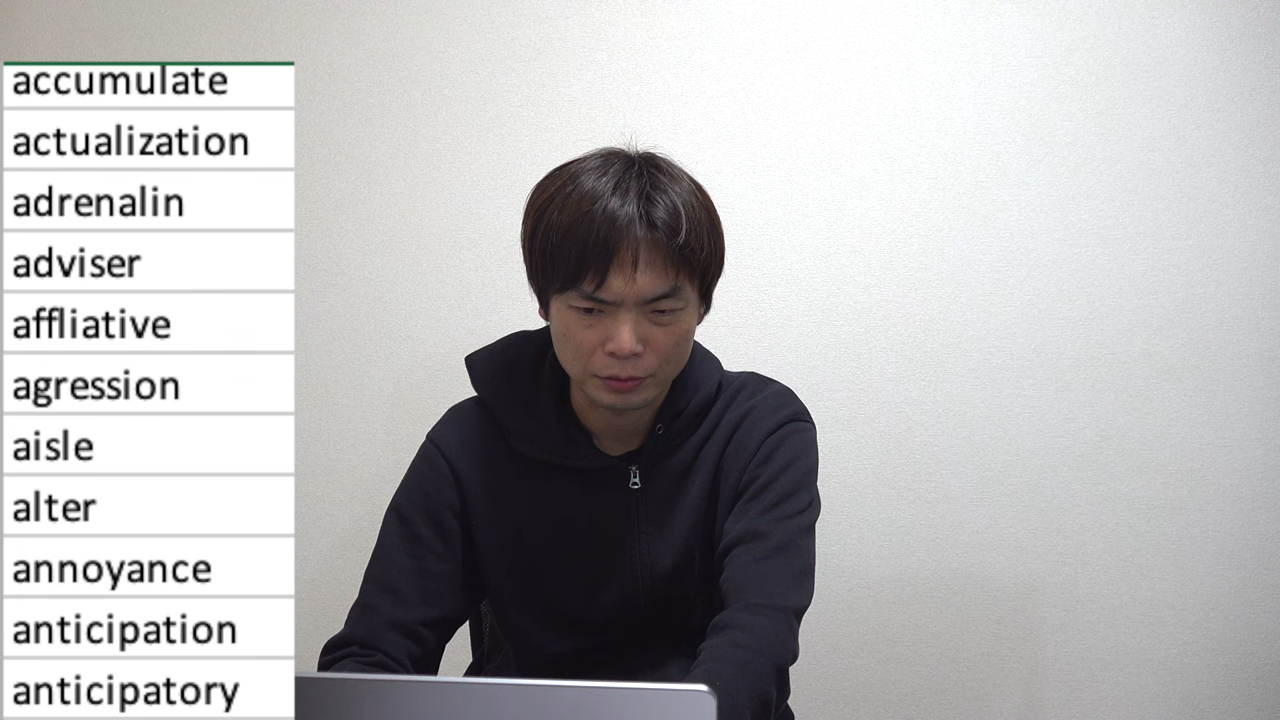 accumulate
actualization
adrenalin
adviser
affliative
agression
aisle
alter
annoyance
anticipation
anticipatory